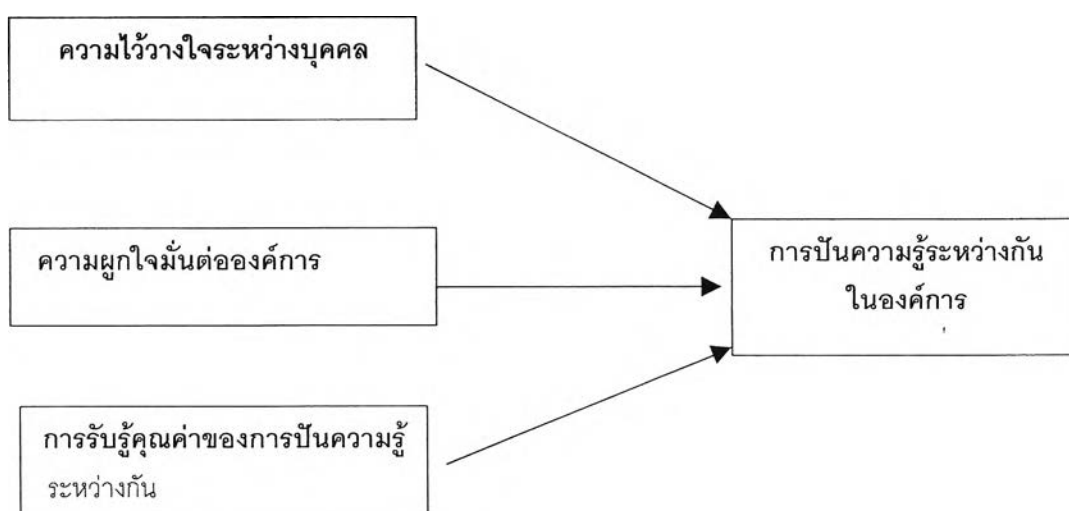 ความไว้วางใจระหว่างบุคคล
ความผูกใจมั่นต่อองค์การ
การปันความรู้ระหว่างกัน
ในองค์การ
การรับรู้คุณค่าของการปันความรู้
ระหว่างกัน